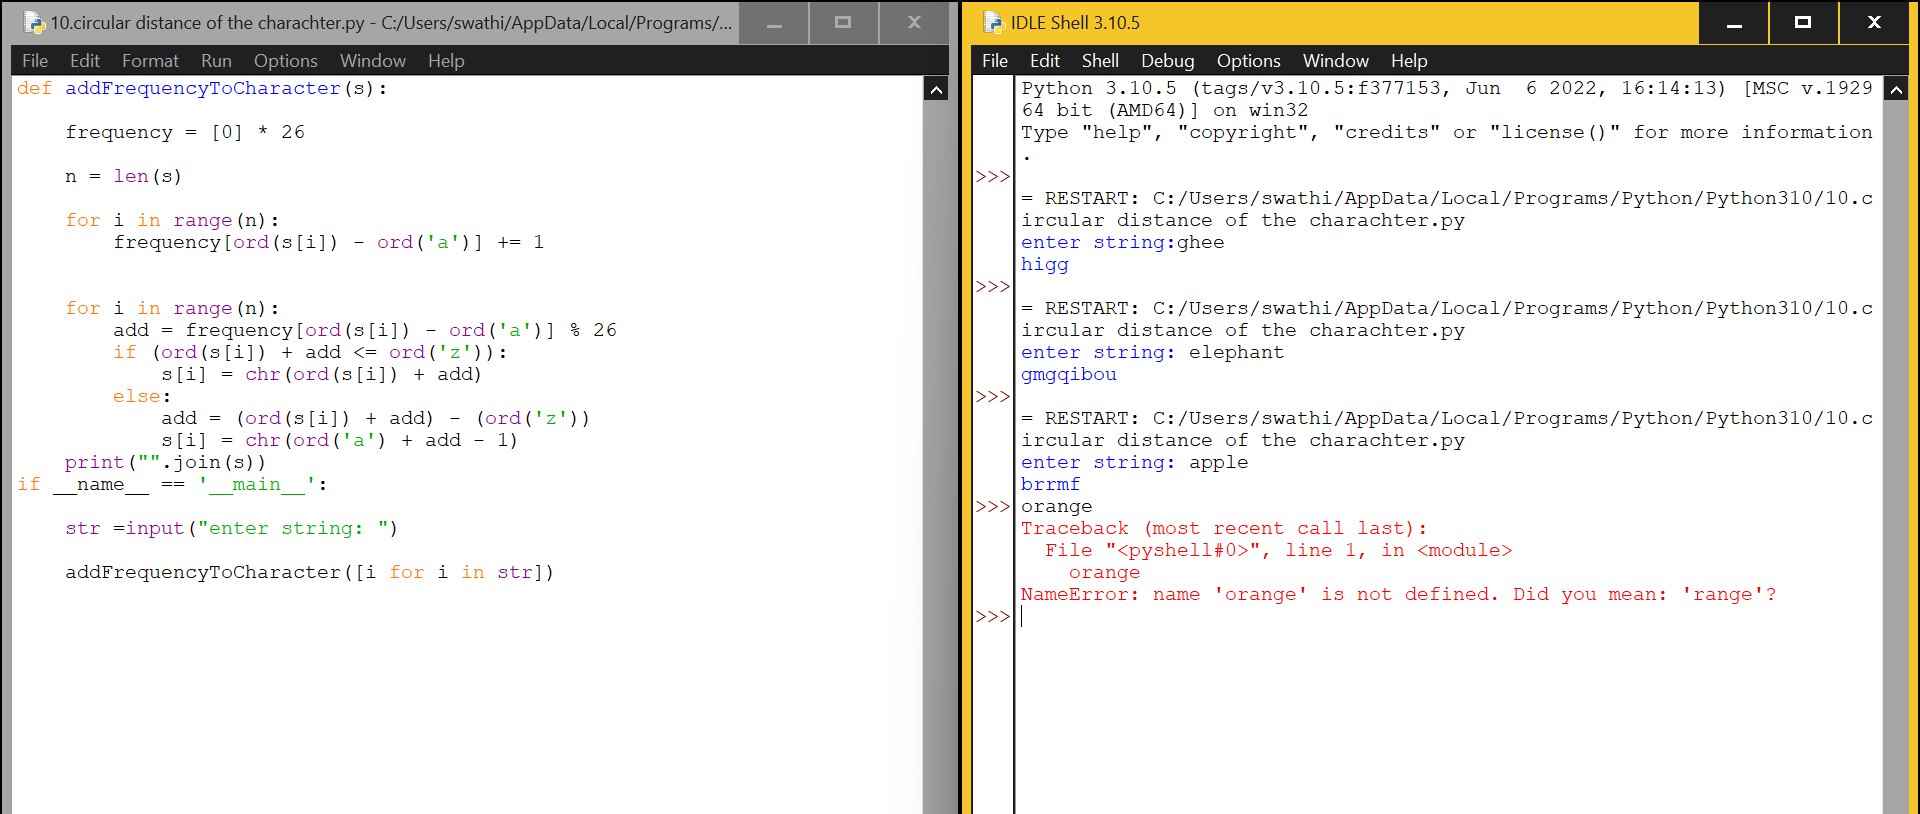 10.circular distance of the charachter.py - C:/Users/swathi/AppData/Local/Programs/...
File Edit Format Run Options Window Help
def addFrequencyToCharacter(s):
    frequency = [0] * 26
    n = len(s)
    for i in range(n):
        frequency[ord(s[i]) - ord('a')] += 1
    for i in range(n):
        add = frequency[ord(s[i]) - ord('a')] % 26
        if (ord(s[i]) + add <= ord('z')):
            s[i] = chr(ord(s[i]) + add)
        else:
            add = (ord(s[i]) + add) - (ord('z'))
            s[i] = chr(ord('a') + add - 1)
    print("".join(s))
if __name__ == '__main__':
    str =input("enter string: ")
    addFrequencyToCharacter([i for i in str])
IDLE Shell 3.10.5
File Edit Shell Debug Options Window Help
Python 3.10.5 (tags/v3.10.5:f377153, Jun  6 2022, 16:14:13) [MSC v.1929
64 bit (AMD64)] on win32
Type "help", "copyright", "credits" or "license()" for more information
.
>>>
= RESTART: C:/Users/swathi/AppData/Local/Programs/Python/Python310/10.c
ircular distance of the charachter.py
enter string:ghee
higg
>>>
= RESTART: C:/Users/swathi/AppData/Local/Programs/Python/Python310/10.c
ircular distance of the charachter.py
enter string: elephant
gmgqibou
>>>
= RESTART: C:/Users/swathi/AppData/Local/Programs/Python/Python310/10.c
ircular distance of the charachter.py
enter string: apple
brrmf
>>> orange
Traceback (most recent call last):
  File "<pyshell#0>", line 1, in <module>
    orange
NameError: name 'orange' is not defined. Did you mean: 'range'?
>>>